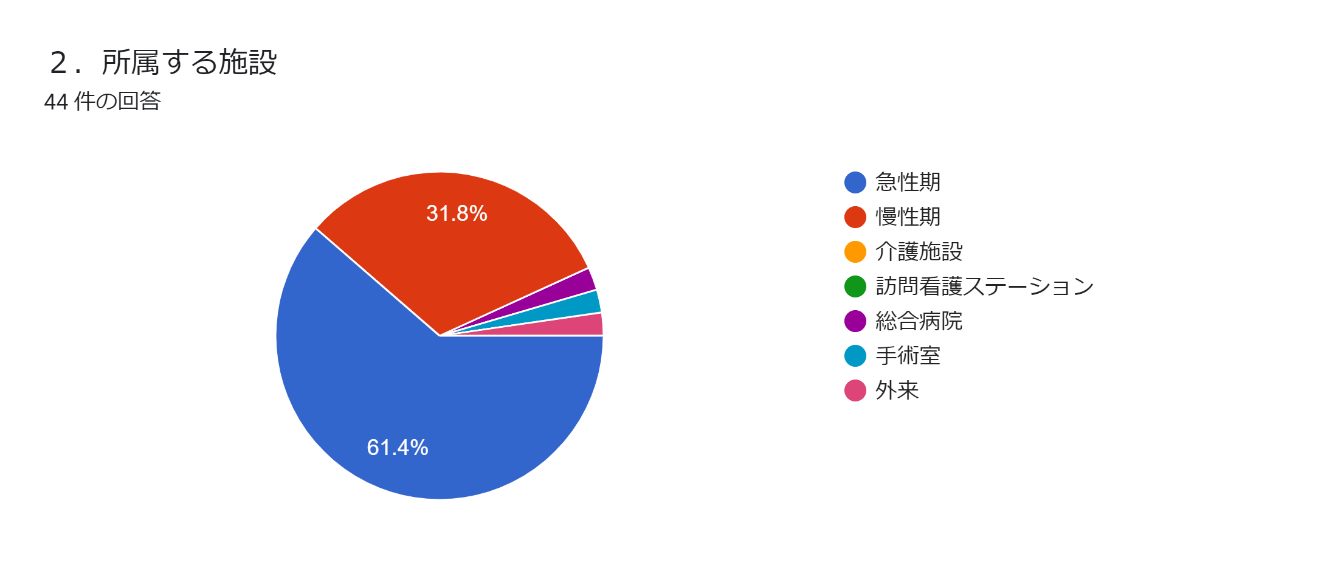 ２．所属する施設
44 件の回答
31.8%
61.4%
急性期
慢性期
介護施設
訪問看護ステーション
総合病院
手術室
外来